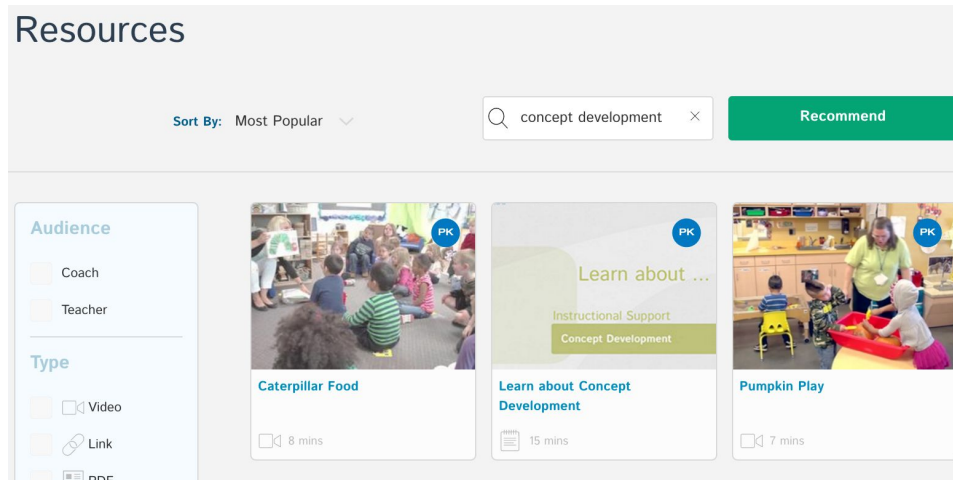 Resources
Sort By: Most Popular
concept development
Recommend
Audience
Coach
Teacher
Type
Video
Link
PDF
PK
Learn about ...
Instructional Support
Concept Development
PK
PK
Caterpillar Food
8 mins
Learn about Concept
Development
15 mins
Pumpkin Play
7 mins